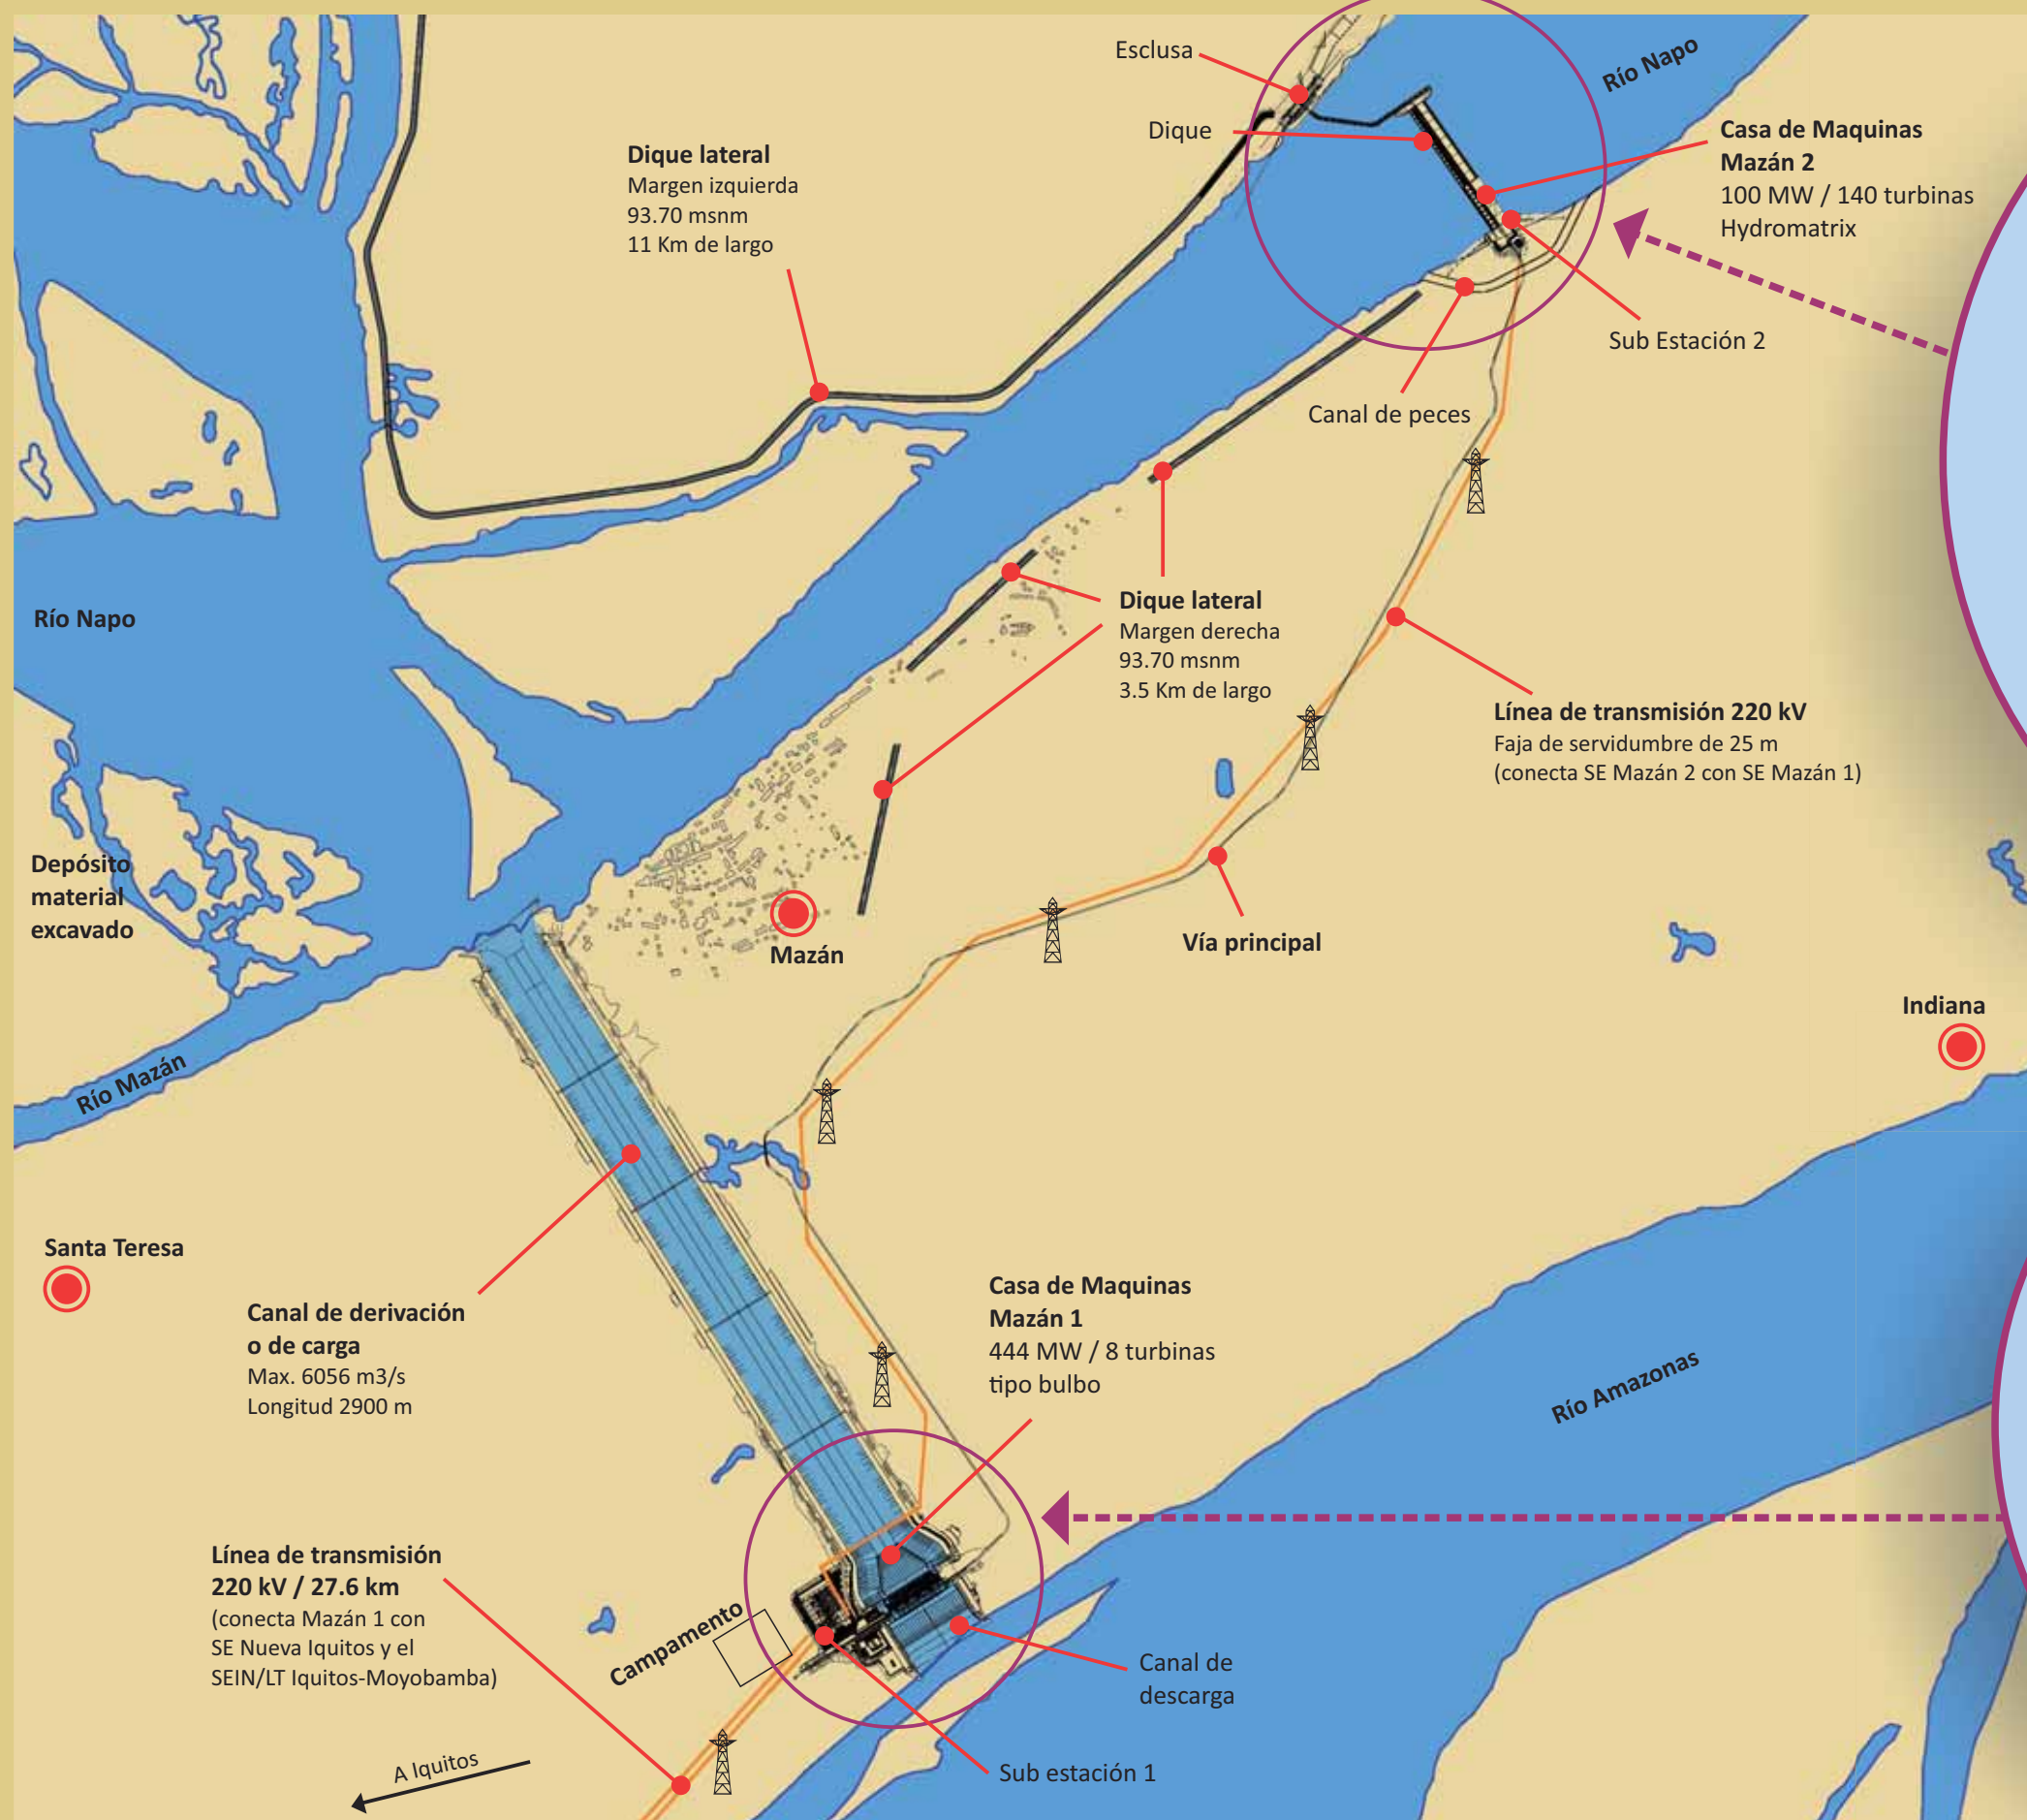 Esclusa
Río Napo
Dique
Casa de Maquinas
Mazán 2
100 MW / 140 turbinas
Hydromatrix
Dique lateral
Margen izquierda
93.70 msnm
11 Km de largo
Sub Estación 2
Canal de peces
Río Napo
Dique lateral
Margen derecha
93.70 msnm
3.5 Km de largo
Línea de transmisión 220 kV
Faja de servidumbre de 25 m
(conecta SE Mazán 2 con SE Mazán 1)
Depósito
material
excavado
Mazán
Vía principal
Indiana
Río Mazán
Santa Teresa
Canal de derivación
o de carga
Max. 6056 m3/s
Longitud 2900 m
Casa de Maquinas
Mazán 1
444 MW / 8 turbinas
tipo bulbo
Río Amazonas
Línea de transmisión
220 kV / 27.6 km
(conecta Mazán 1 con
SE Nueva Iquitos y el
SEIN/LT Iquitos-Moyobamba)
Campamento
Canal de
descarga
Sub estación 1
A Iquitos